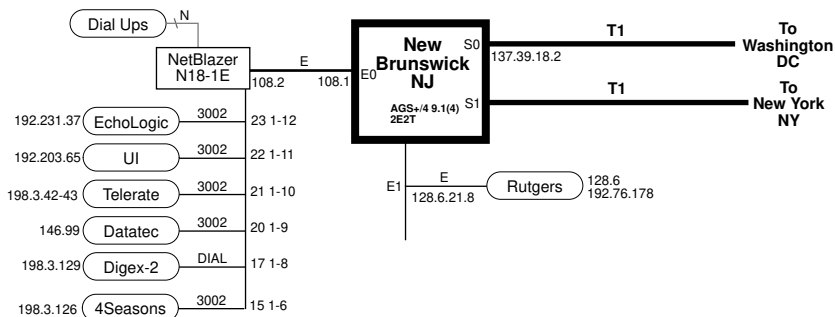 Dial Ups
N
NetBlazer
N18-1E
108.2
E
108.1
E0
New
Brunswick
NJ
AGS+/4 9.1(4)
2E2T
S0
S1
137.39.18.2
T1
To
Washington
DC
T1
To
New York
NY
E1
E
128.6.21.8
Rutgers
128.6
192.76.178
192.231.37 EchoLogic 3002 23 1-12
192.203.65 UI 3002 22 1-11
198.3.42-43 Telerate 3002 21 1-10
146.99 Datatec 3002 20 1-9
198.3.129 Digex-2 DIAL 17 1-8
198.3.126 4Seasons 3002 15 1-6